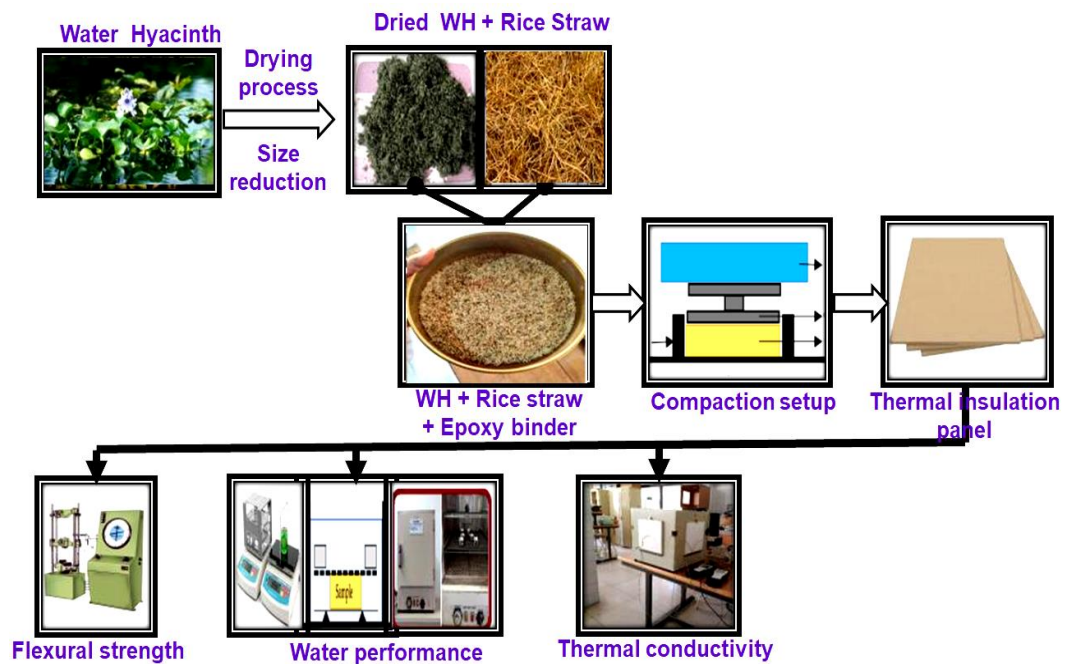 Water Hyacinth
Drying
process
Size
reduction
Dried WH + Rice Straw
WH + Rice straw
+ Epoxy binder
Compaction setup
Thermal insulation
panel
Flexural strength
Sample
Water performance
Thermal conductivity